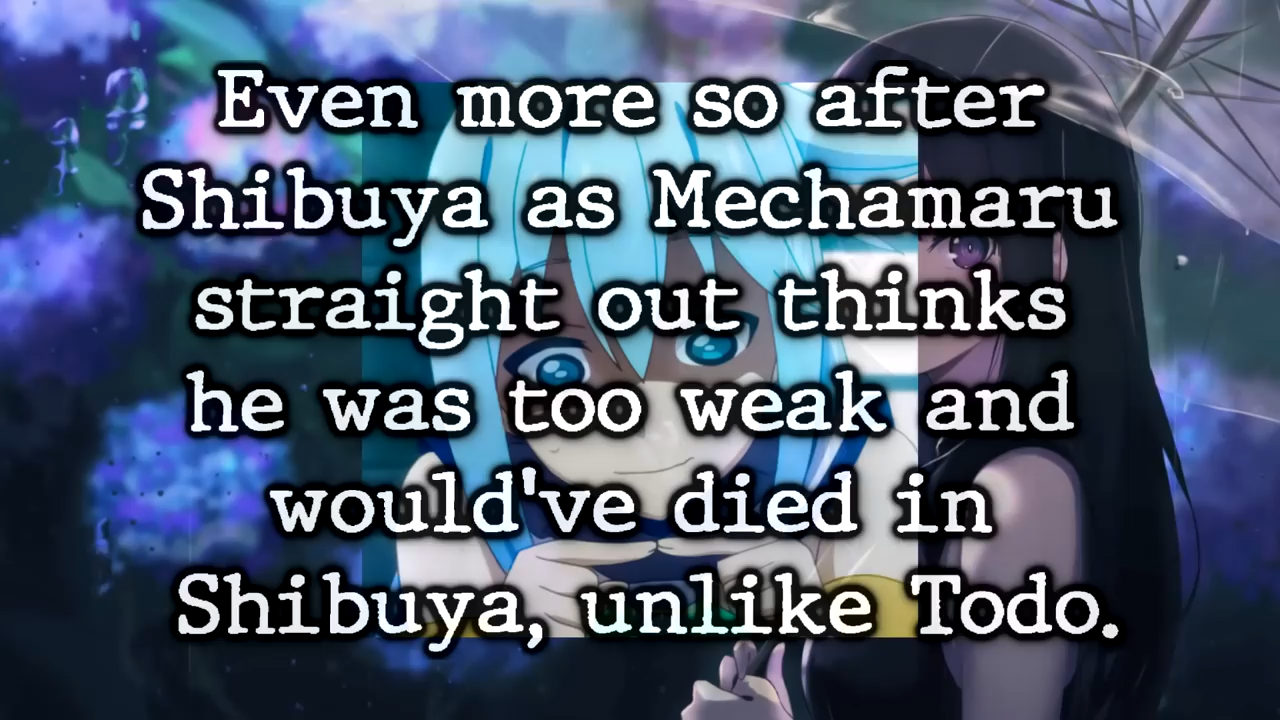 Even more so after
Shibuya as Mechamaru
straight out thinks
he was too weak and
would've died in
Shibuya, unlike Todo.